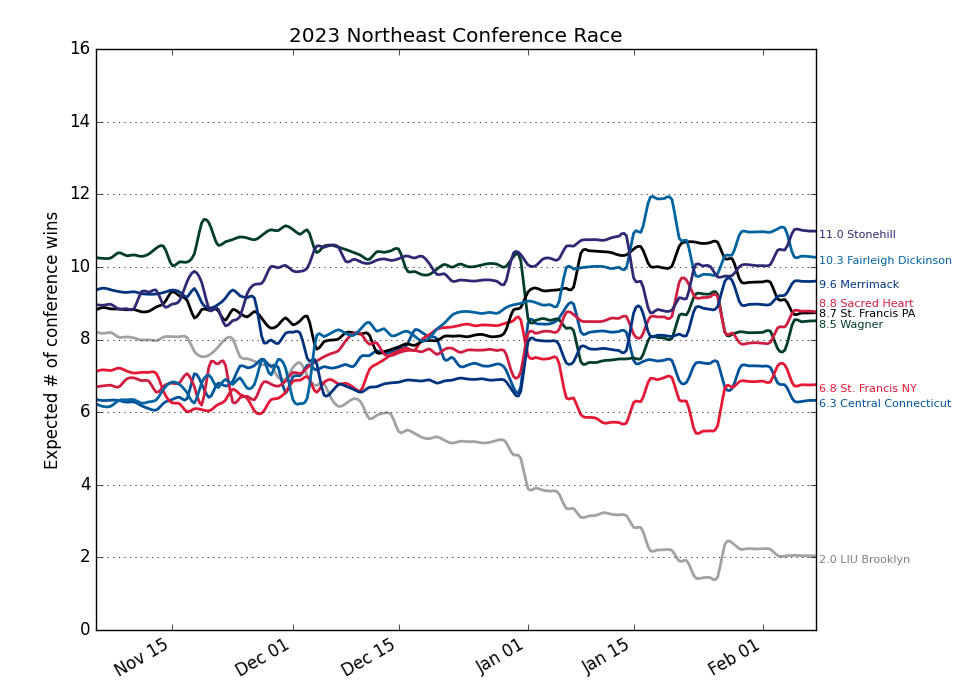 2023 Northeast Conference Race
Expected # of conference wins
16
14
12
10
8
6
4
2
0
11.0 Stonehill
10.3 Fairleigh Dickinson
9.6 Merrimack
8.8 Sacred Heart
8.7 St. Francis PA
8.5 Wagner
6.8 St. Francis NY
6.3 Central Connecticut
2.0 LIU Brooklyn
Nov 15
Dec 01
Dec 15
Jan 01
Jan 15
Feb 01